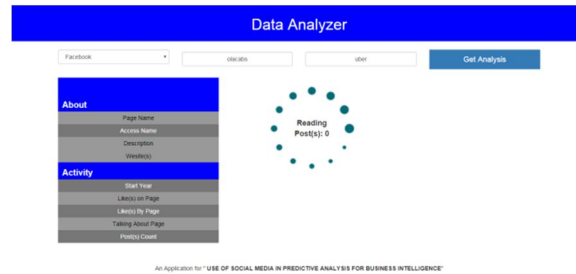 Data Analyzer
Facebook
olacabs
uber
Get Analysis
About
Page Name
Access Name
Description
Wesite(s)
Activity
Start Year
Like(s) on Page
Like(s) By Page
Talking About Page
Post(s) Count
Reading
Post(s): 0
An Application for "USE OF SOCIAL MEDIA IN PREDICTIVE ANALYSIS FOR BUSINESS INTELLIGENCE"